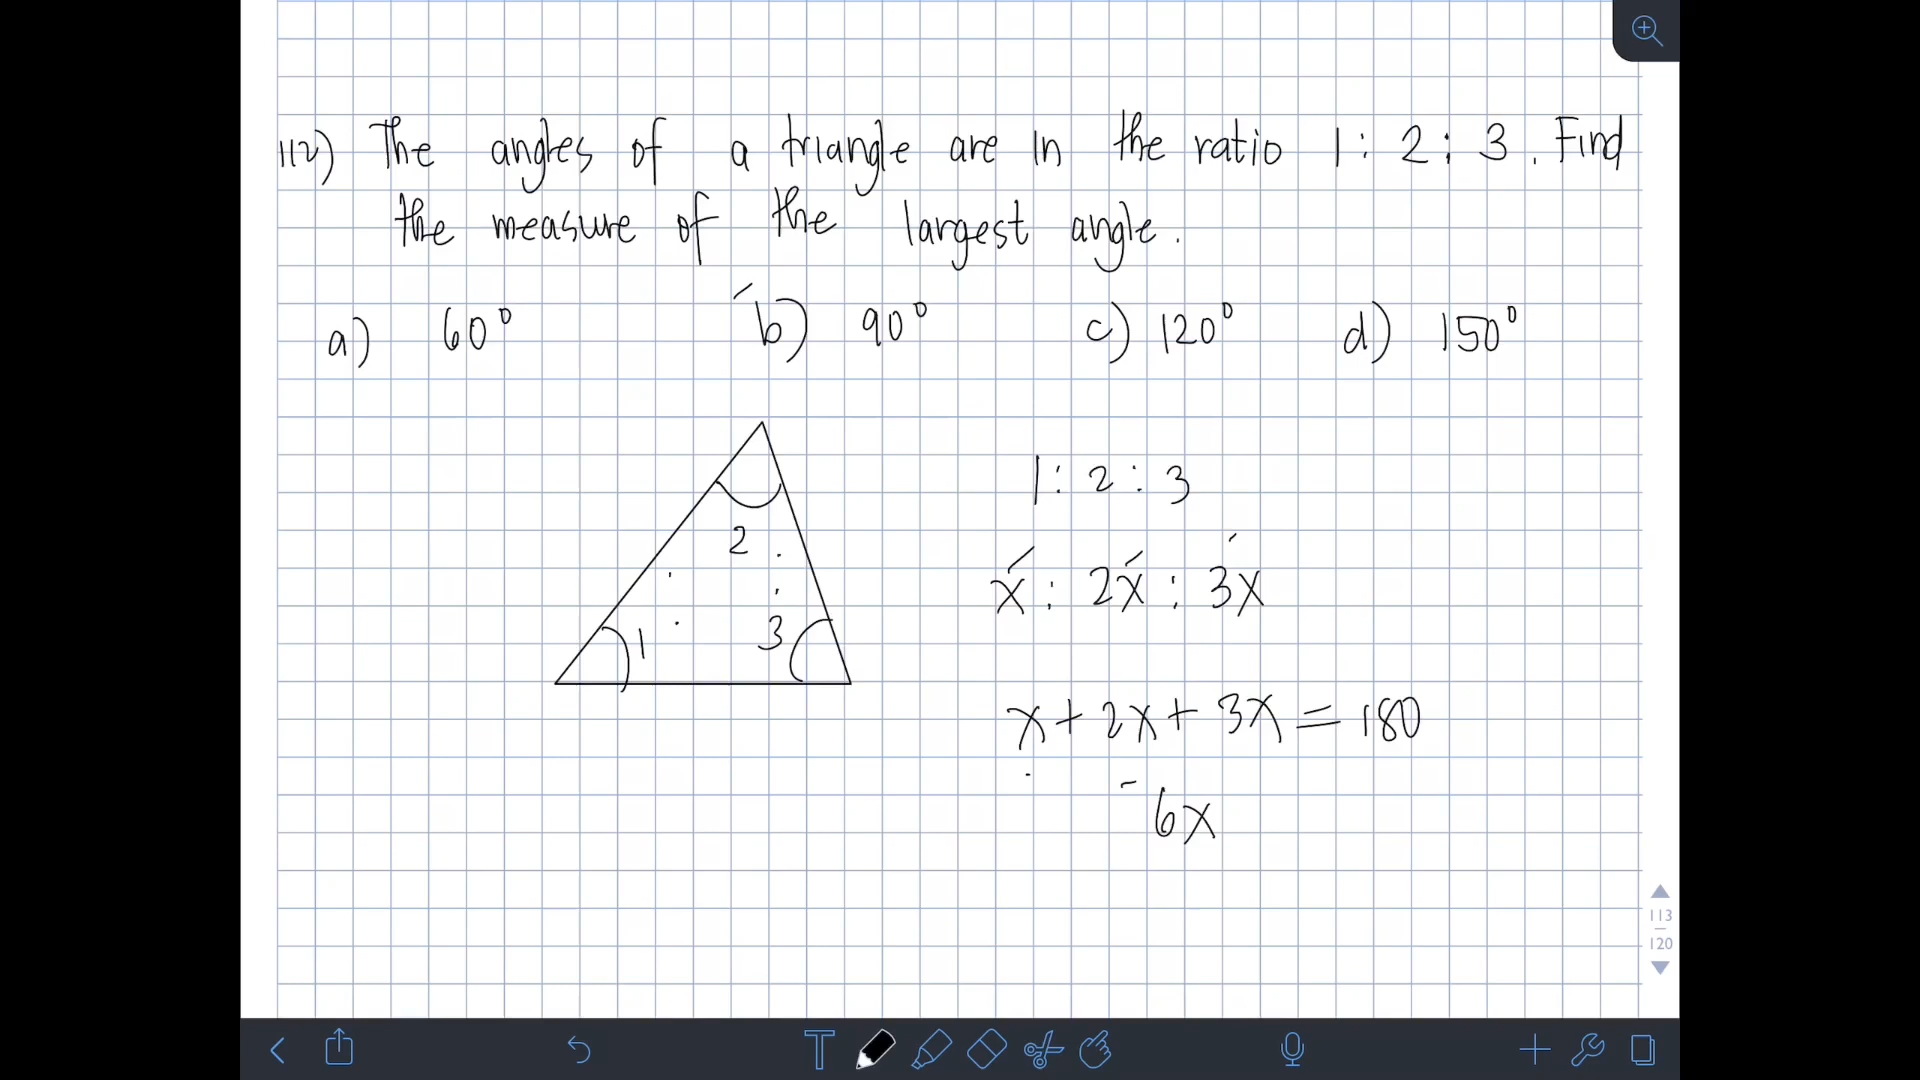 112) The angles of a triangle are in the ratio 1 : 2 : 3. Find
the measure of the largest angle.
a) 60° b) 90° c) 120° d) 150°
1 : 2 : 3
2
x : 2x : 3x
1 3
x + 2x + 3x = 180
6x
113
120
T